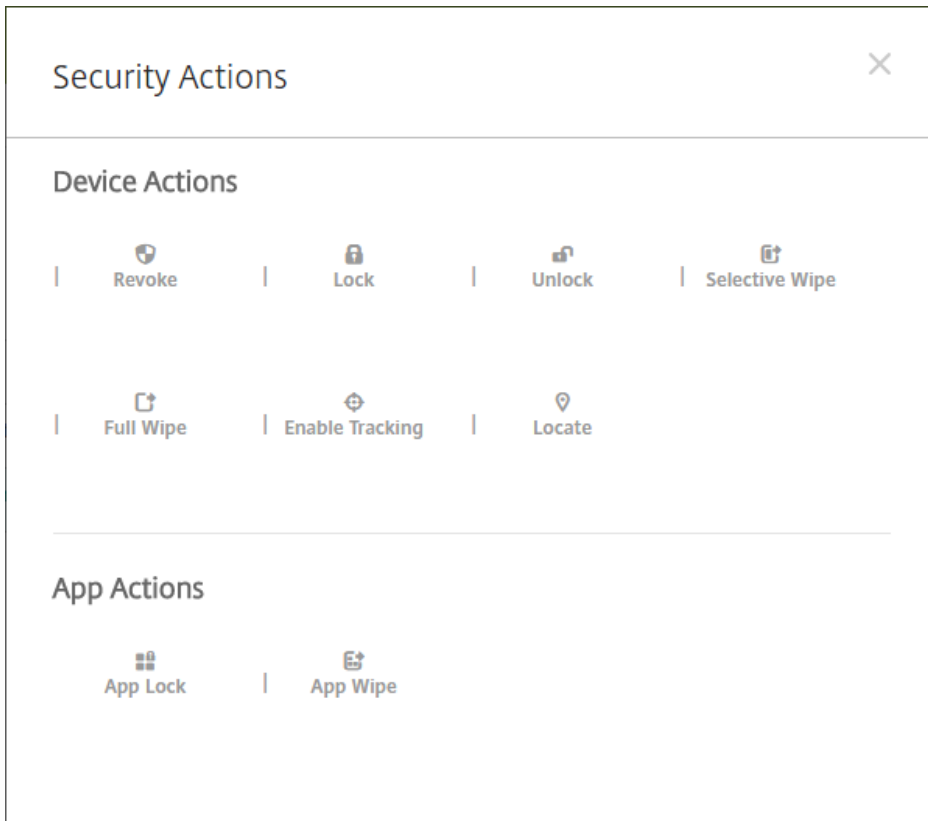 Security Actions
Device Actions
| Revoke | Lock | Unlock | Selective Wipe
| Full Wipe | Enable Tracking | Locate
App Actions
App Lock | App Wipe